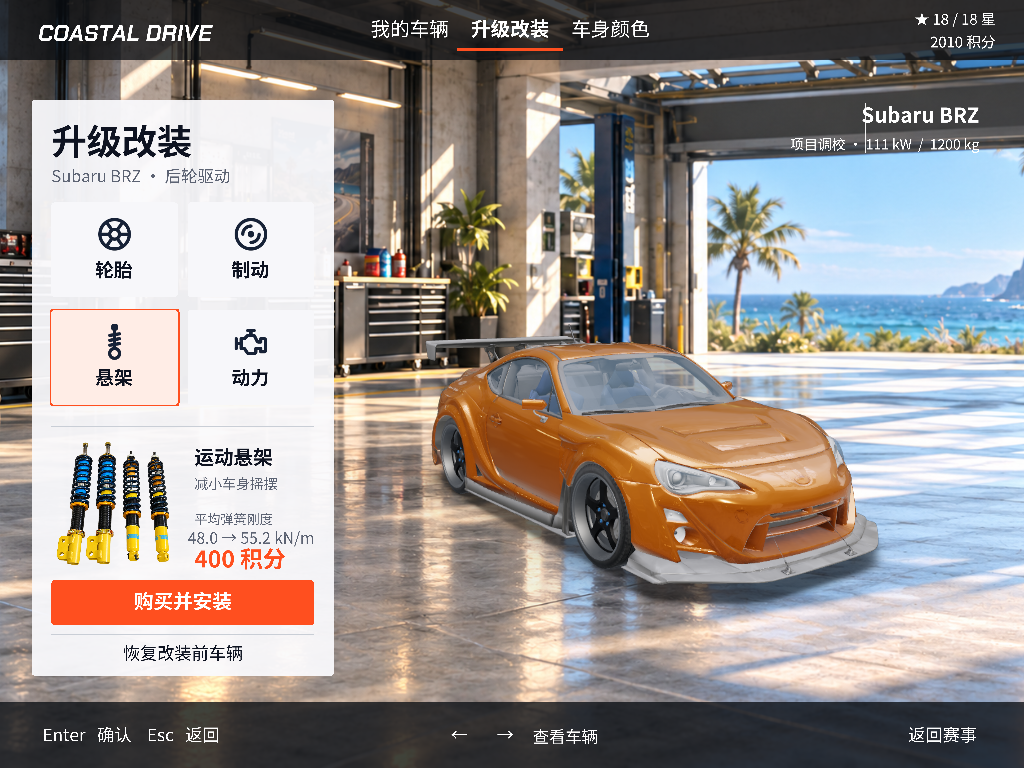 COASTAL DRIVE
我的车辆 升级改装 车身颜色
★ 18 / 18 星
2010 积分
Subaru BRZ
项目调校 · 111 kW / 1200 kg
升级改装
Subaru BRZ · 后轮驱动
轮胎
制动
悬架
动力
运动悬架
减小车身摇摆
平均弹簧刚度
48.0 → 55.2 kN/m
400 积分
购买并安装
恢复改装前车辆
Enter 确认 Esc 返回
← → 查看车辆
返回赛事